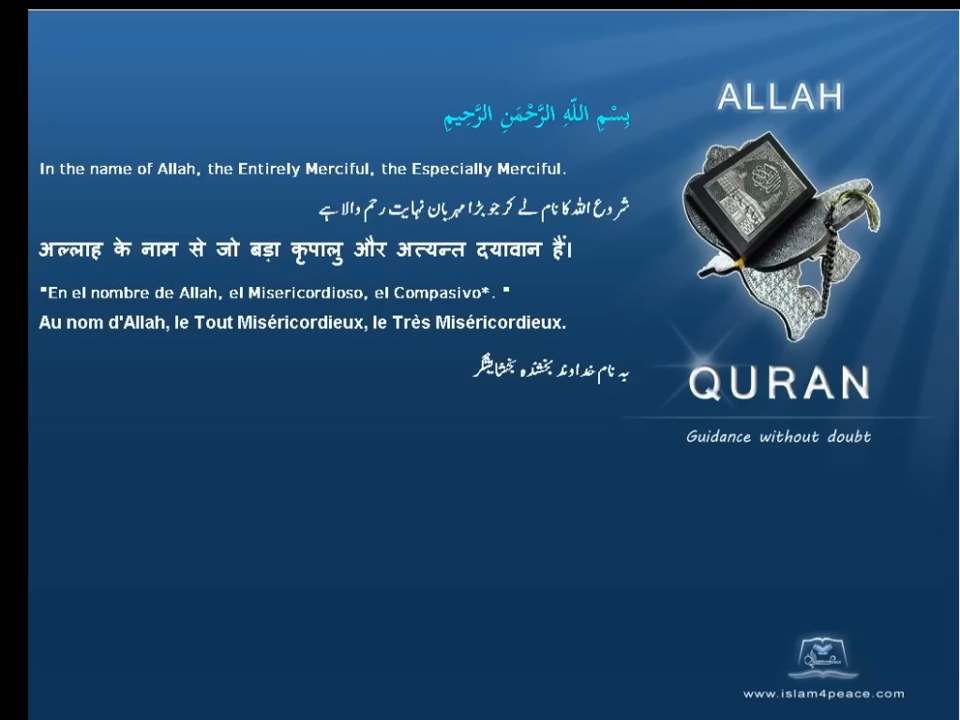 بِسْمِ اللَّهِ الرَّحْمَنِ الرَّحِيمِ
In the name of Allah, the Entirely Merciful, the Especially Merciful.
شروع الله کا نام لے کر جو بڑا مہربان نہایت رحم والا ہے
अल्लाह के नाम से जो बड़ा कृपालु और अत्यन्त दयावान हैं।
"En el nombre de Allah, el Misericordioso, el Compasivo*. "
Au nom d'Allah, le Tout Miséricordieux, le Très Miséricordieux.
به نام خداوند بخشنده بخشایشگر
ALLAH
QURAN
Guidance without doubt
www.islam4peace.com